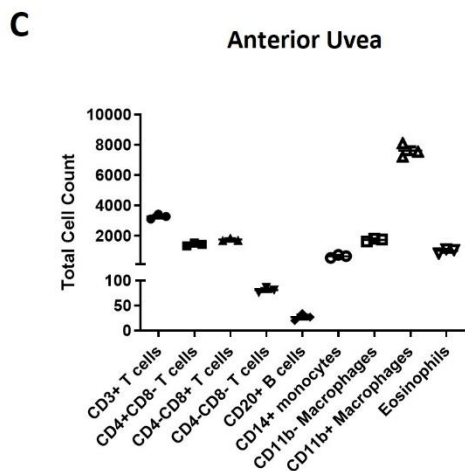 C
Anterior Uvea
Total Cell Count
10000
8000
6000
4000
2000
100
50
0
CD3+ T cells
CD4+CD8- T cells
CD4-CD8+ T cells
CD4-CD8- T cells
CD20+ B cells
CD14+ monocytes
CD11b- Macrophages
CD11b+ Macrophages
Eosinophils